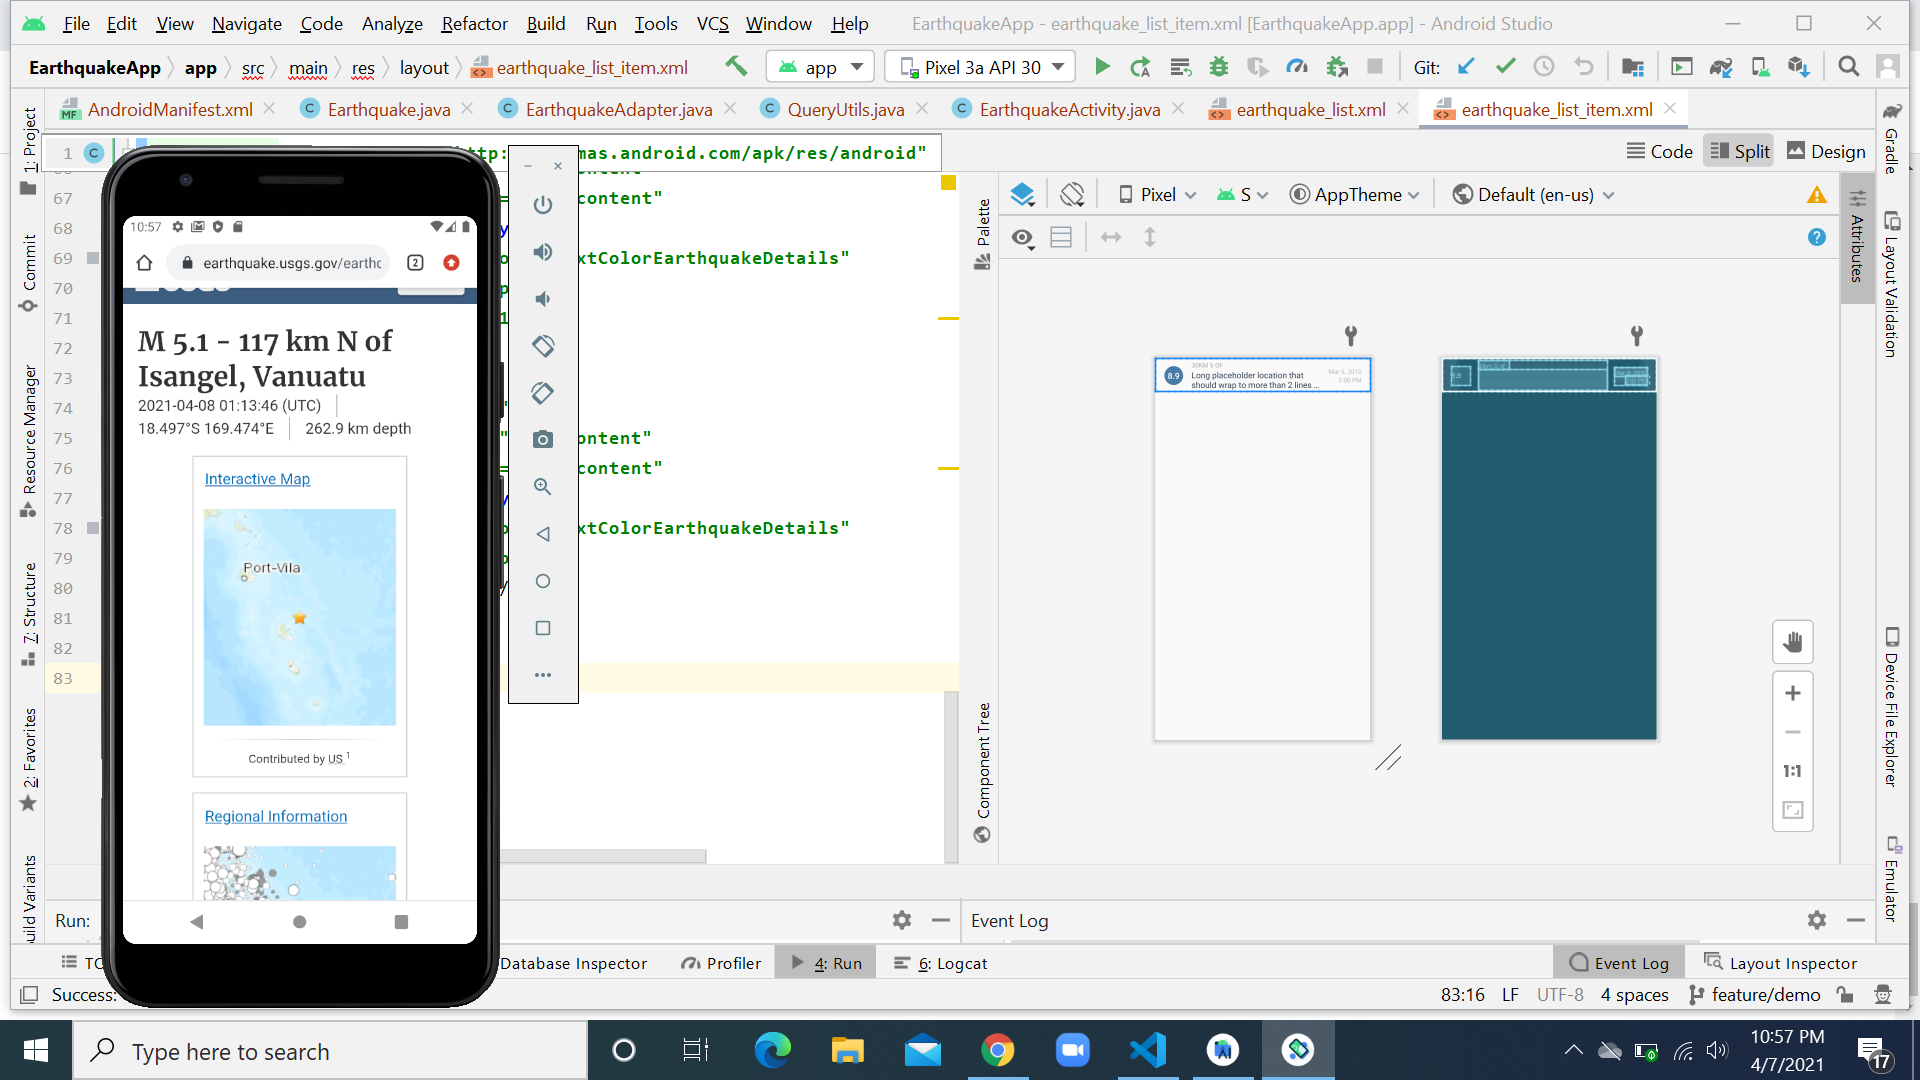 File Edit View Navigate Code Analyze Refactor Build Run Tools VCS Window Help EarthquakeApp - earthquake_list_item.xml [EarthquakeApp.app] - Android Studio
EarthquakeApp app src main res layout earthquake_list_item.xml app Pixel 3a API 30 Git:
AndroidManifest.xml Earthquake.java EarthquakeAdapter.java QueryUtils.java EarthquakeActivity.java earthquake_list.xml earthquake_list_item.xml
1: Project
Commit
Resource Manager
7: Structure
2: Favorites
uild Variants
1 C ttp: mas.android.com/apk/res/android"
67 = content"
68 y
69 xtColorEarthquakeDetails"
70
71
72
73
74 "
75 " ontent"
76 = content"
77 y
78 xtColorEarthquakeDetails"
79
80 /
81
82
83
10:57
earthquake.usgs.gov/earthq
2
M 5.1 - 117 km N of
Isangel, Vanuatu
2021-04-08 01:13:46 (UTC)
18.497°S 169.474°E 262.9 km depth
Interactive Map
Port-Vila
Contributed by US 1
Regional Information
Code Split Design
Palette
Component Tree
Pixel S AppTheme Default (en-us)
8.9
30KM S OF
Long placeholder location that
should wrap to more than 2 lines ...
Mar 6, 2010
3:00 PM
8.9
1:1
Attributes
Gradle
Layout Validation
Device File Explorer
Emulator
Run: Event Log
TO Database Inspector Profiler 4: Run 6: Logcat Event Log Layout Inspector
Success: 83:16 LF UTF-8 4 spaces feature/demo
Type here to search
10:57 PM
4/7/2021
17